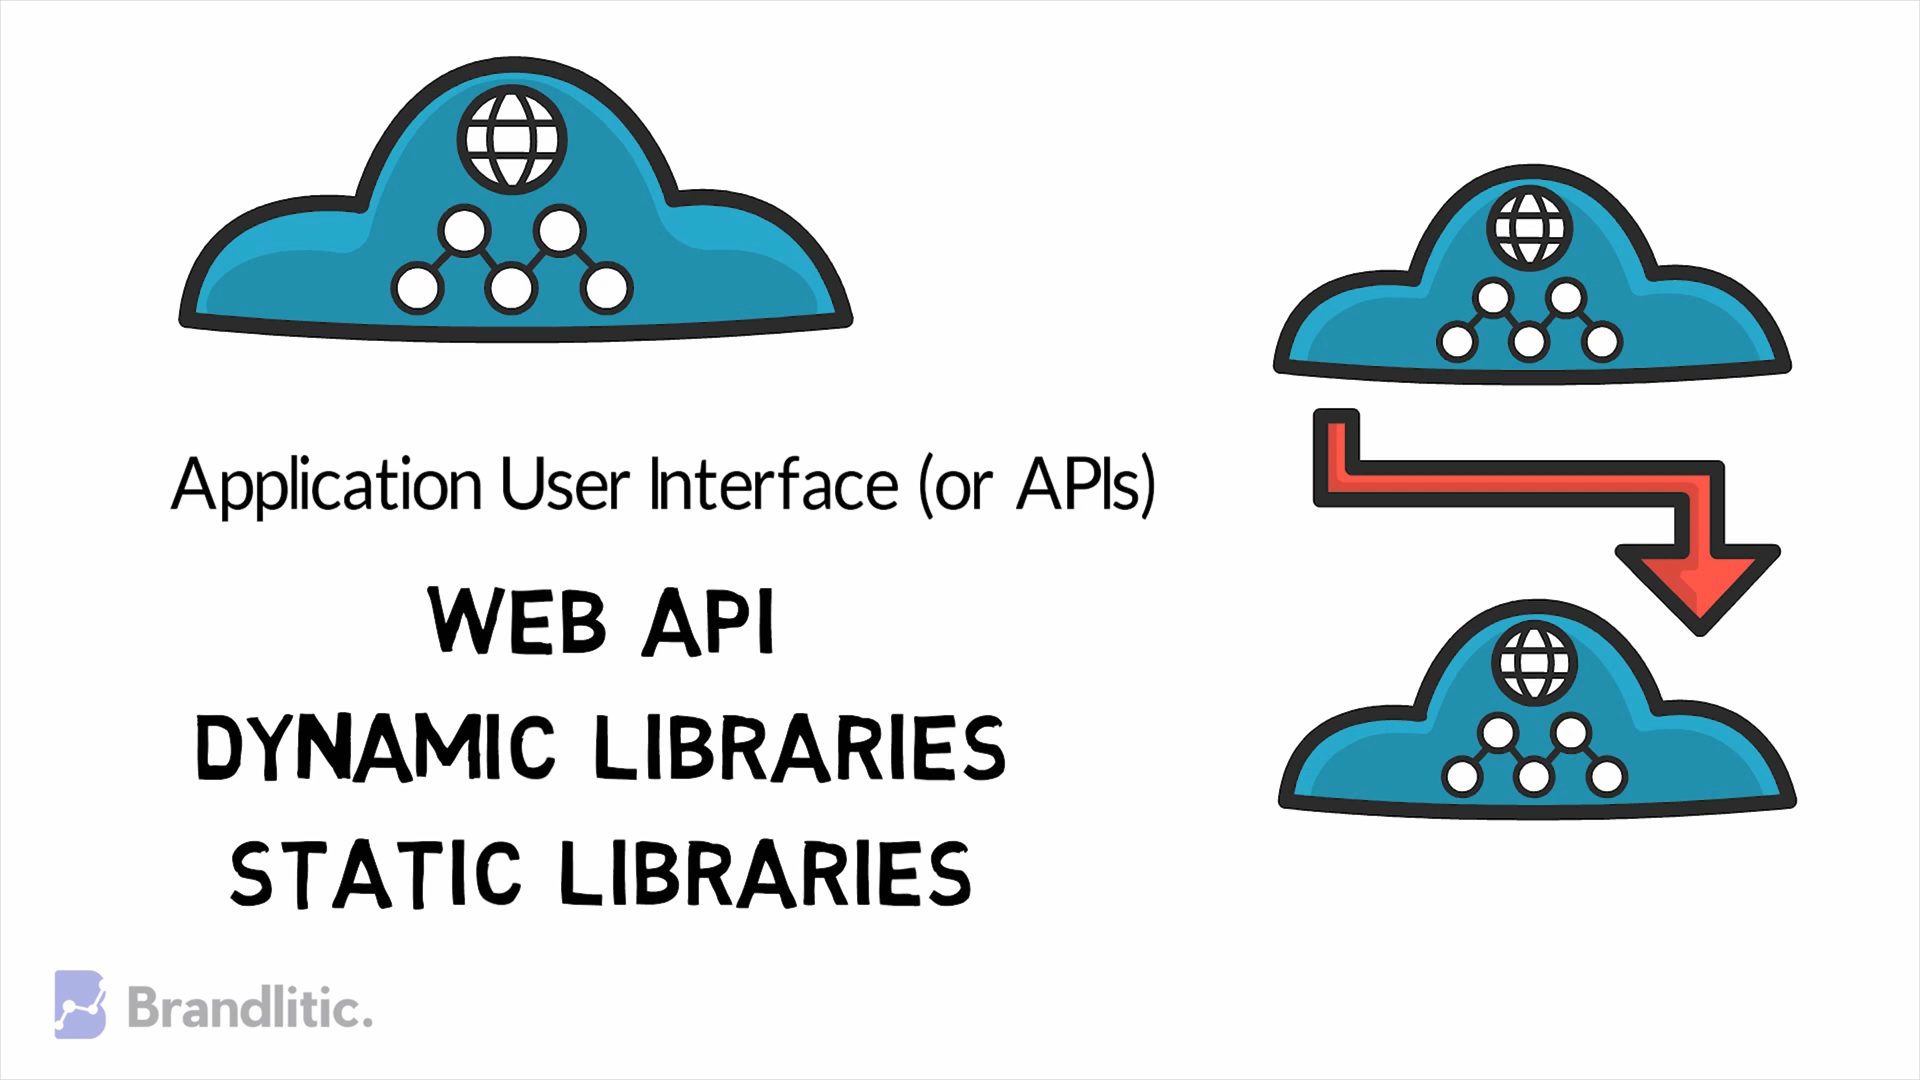 Application User Interface (or APIs)
WEB API
DYNAMIC LIBRARIES
STATIC LIBRARIES
Brandlitic.